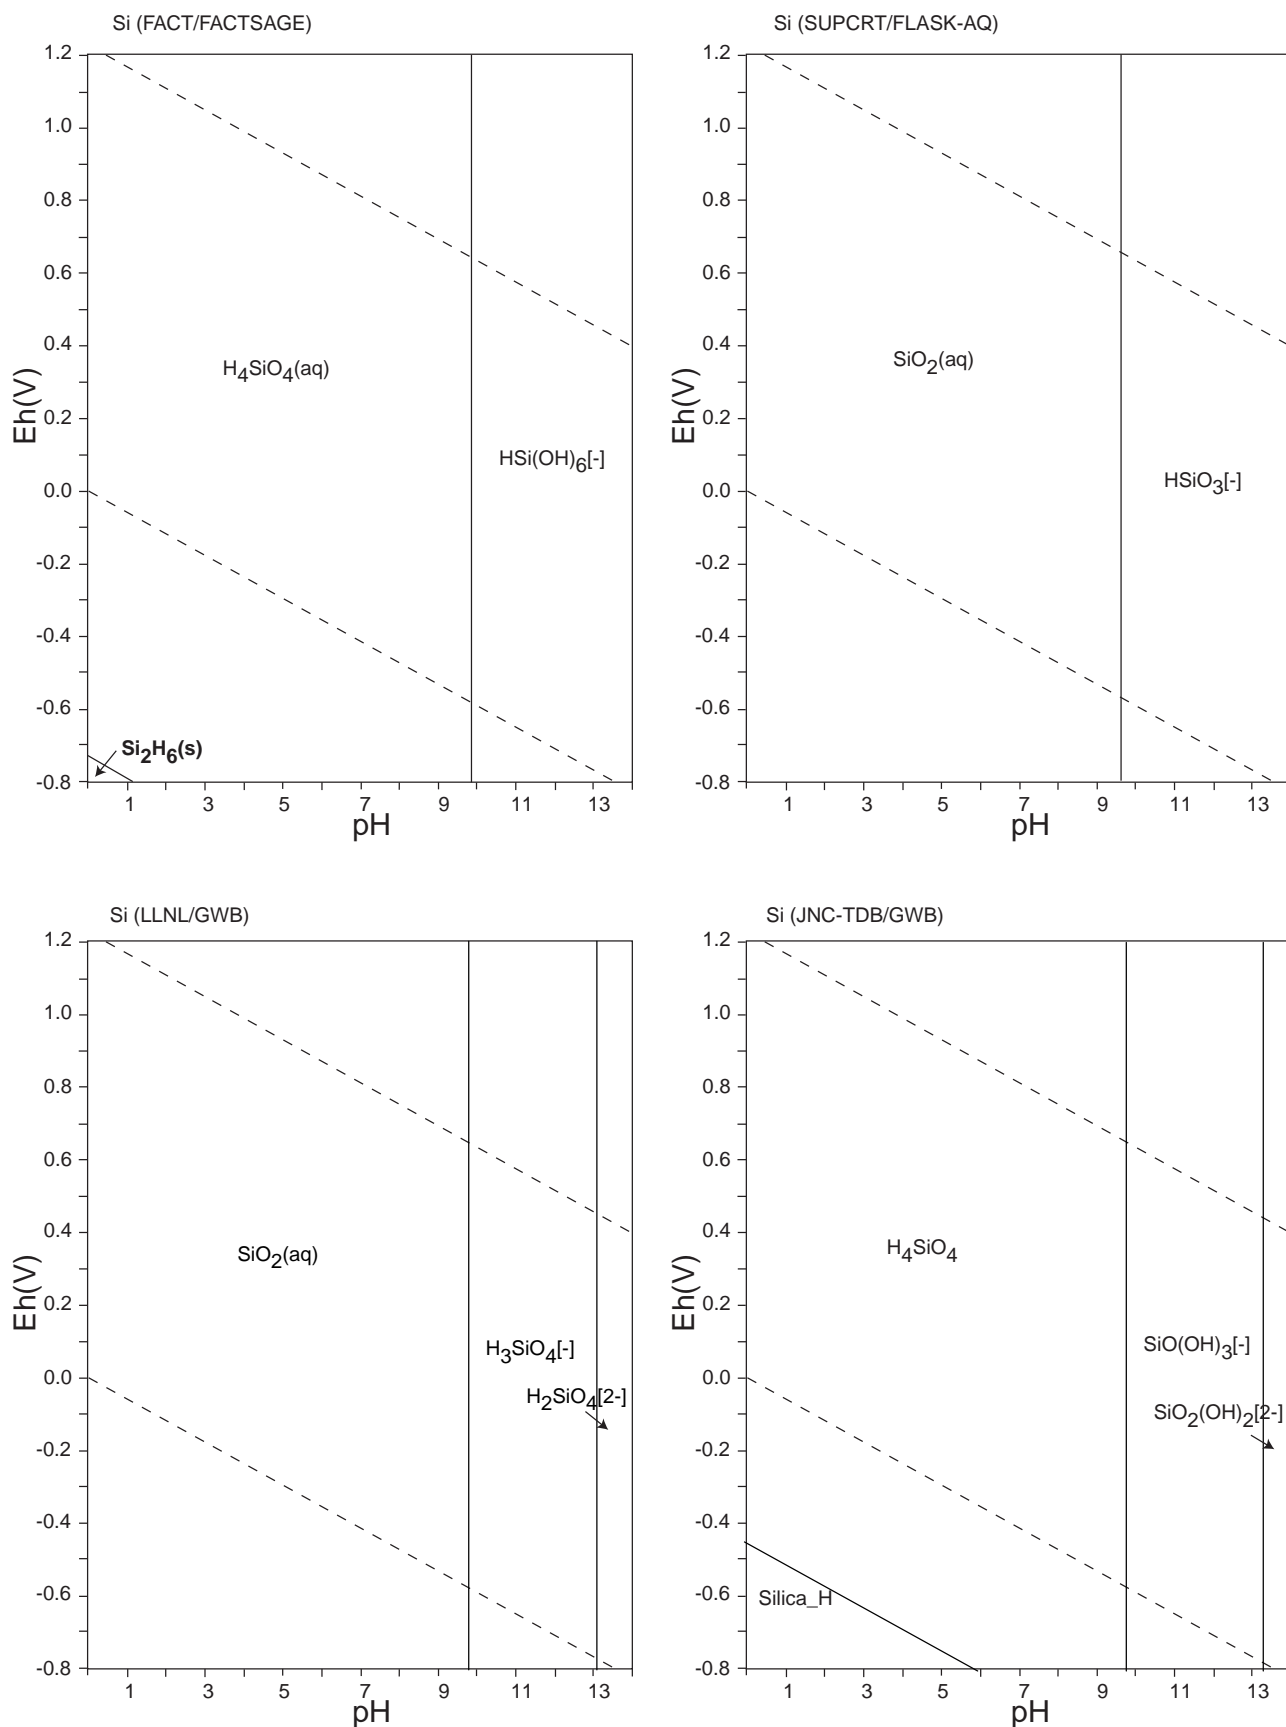 Si (FACT/FACTSAGE)
1.2
1.0
0.8
0.6
0.4
0.2
0.0
-0.2
-0.4
-0.6
-0.8
Eh(V)
H4SiO4(aq)
HSi(OH)6[-]
Si2H6(s)
1 3 5 7 9 11 13
pH
Si (SUPCRT/FLASK-AQ)
1.2
1.0
0.8
0.6
0.4
0.2
0.0
-0.2
-0.4
-0.6
-0.8
Eh(V)
SiO2(aq)
HSiO3[-]
1 3 5 7 9 11 13
pH
Si (LLNL/GWB)
1.2
1.0
0.8
0.6
0.4
0.2
0.0
-0.2
-0.4
-0.6
-0.8
Eh(V)
SiO2(aq)
H3SiO4[-]
H2SiO4[2-]
1 3 5 7 9 11 13
pH
Si (JNC-TDB/GWB)
1.2
1.0
0.8
0.6
0.4
0.2
0.0
-0.2
-0.4
-0.6
-0.8
Eh(V)
H4SiO4
SiO(OH)3[-]
SiO2(OH)2[2-]
Silica_H
1 3 5 7 9 11 13
pH